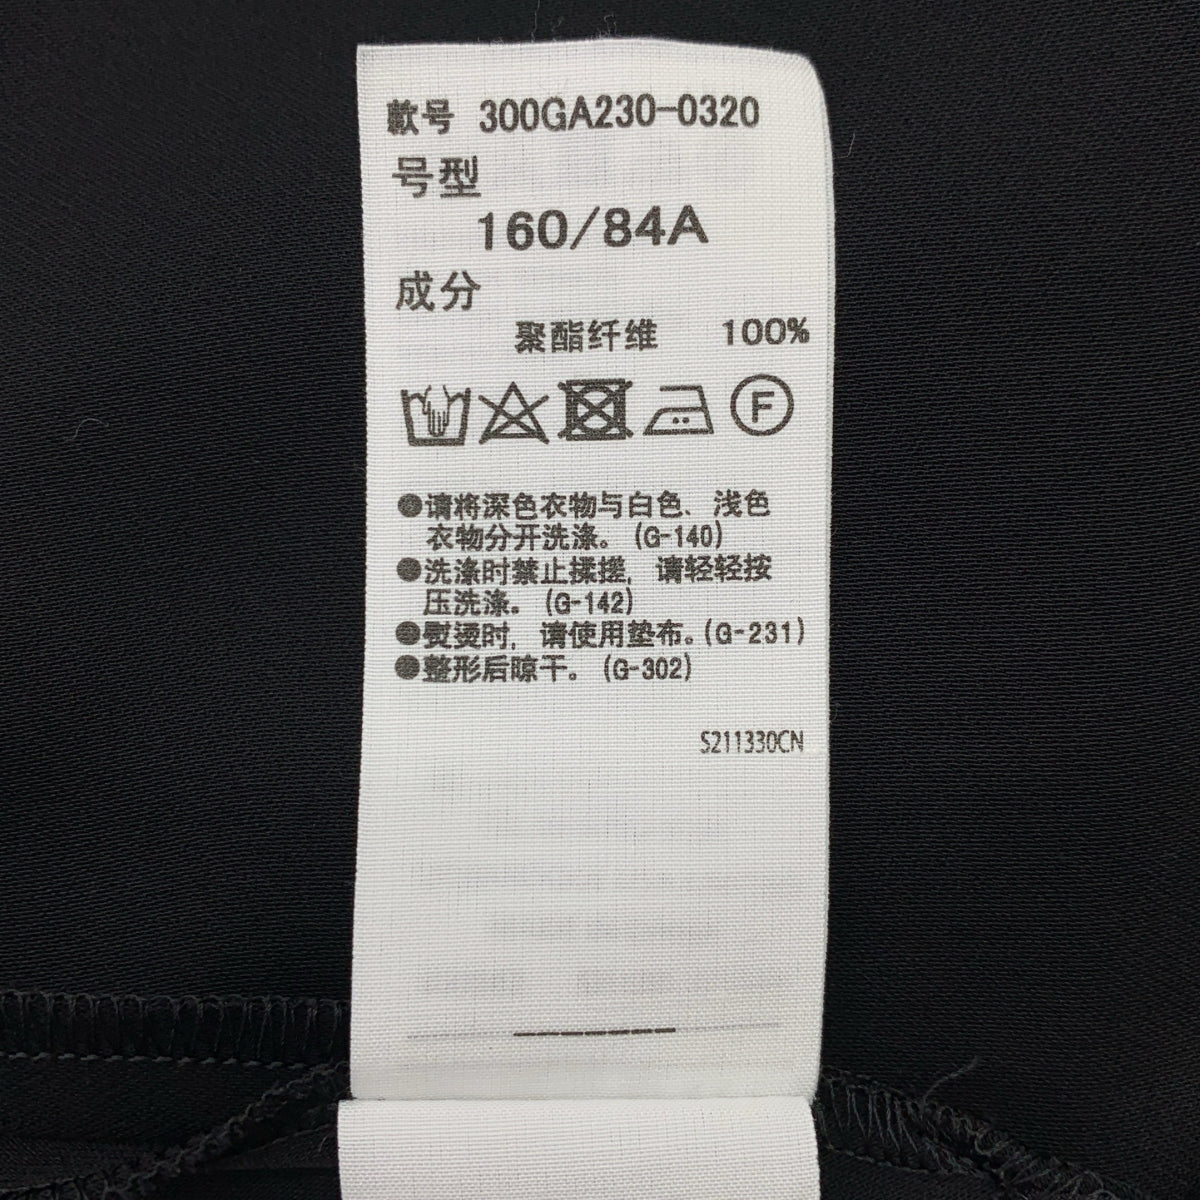 款号 300GA230-0320
号型
160/84A
成分
聚酯纤维 100%
F
●请将深色衣物与白色、浅色
衣物分开洗涤。(G-140)
●洗涤时禁止揉搓，请轻轻按
压洗涤。(G-142)
●熨烫时，请使用垫布。(G-231)
●整形后晾干。(G-302)
S211330CN